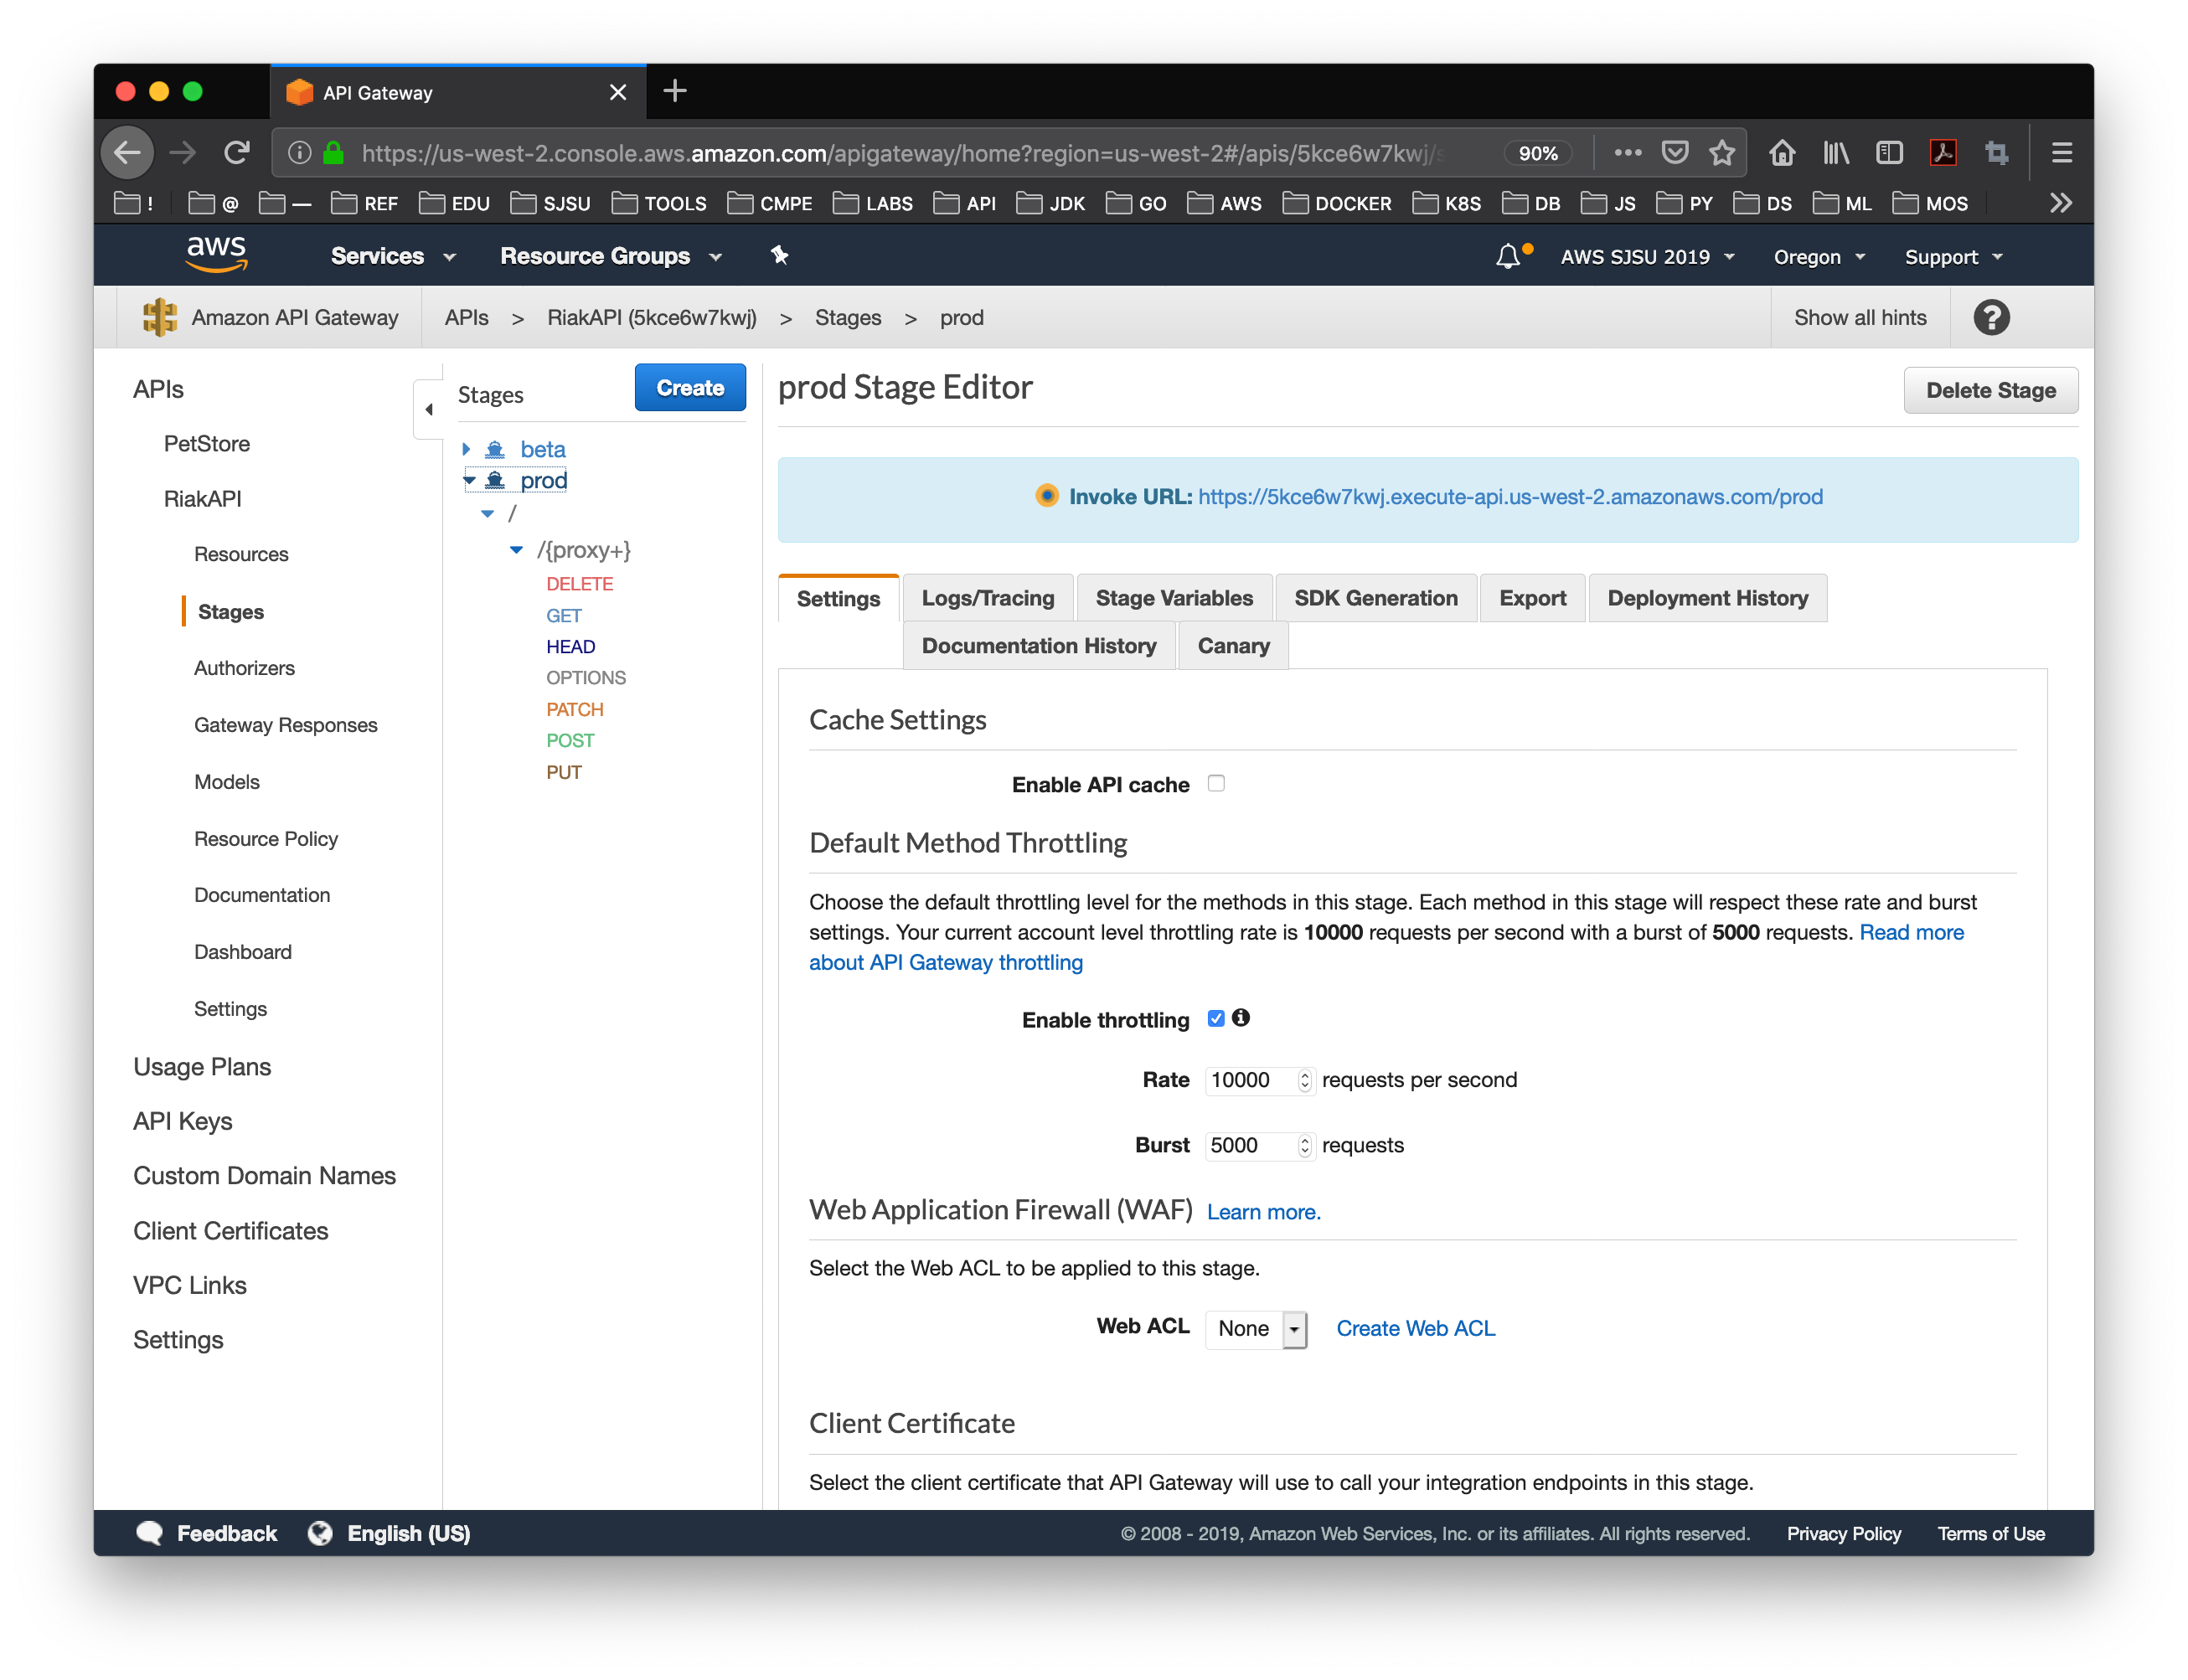 API Gateway
https://us-west-2.console.aws.amazon.com/apigateway/home?region=us-west-2#/apis/5kce6w7kwj/s
90%
! @ — REF EDU SJSU TOOLS CMPE LABS API JDK GO AWS DOCKER K8S DB JS PY DS ML MOS
aws Services Resource Groups AWS SJSU 2019 Oregon Support
Amazon API Gateway APIs > RiakAPI (5kce6w7kwj) > Stages > prod Show all hints
APIs
PetStore
RiakAPI
Resources
Stages
Authorizers
Gateway Responses
Models
Resource Policy
Documentation
Dashboard
Settings
Usage Plans
API Keys
Custom Domain Names
Client Certificates
VPC Links
Settings
Stages Create
beta
prod
/
/{proxy+}
DELETE
GET
HEAD
OPTIONS
PATCH
POST
PUT
prod Stage Editor Delete Stage
Invoke URL: https://5kce6w7kwj.execute-api.us-west-2.amazonaws.com/prod
Settings Logs/Tracing Stage Variables SDK Generation Export Deployment History
Documentation History Canary
Cache Settings
Enable API cache
Default Method Throttling
Choose the default throttling level for the methods in this stage. Each method in this stage will respect these rate and burst
settings. Your current account level throttling rate is 10000 requests per second with a burst of 5000 requests. Read more
about API Gateway throttling
Enable throttling
Rate 10000 requests per second
Burst 5000 requests
Web Application Firewall (WAF) Learn more.
Select the Web ACL to be applied to this stage.
Web ACL None Create Web ACL
Client Certificate
Select the client certificate that API Gateway will use to call your integration endpoints in this stage.
Feedback English (US) © 2008 - 2019, Amazon Web Services, Inc. or its affiliates. All rights reserved. Privacy Policy Terms of Use